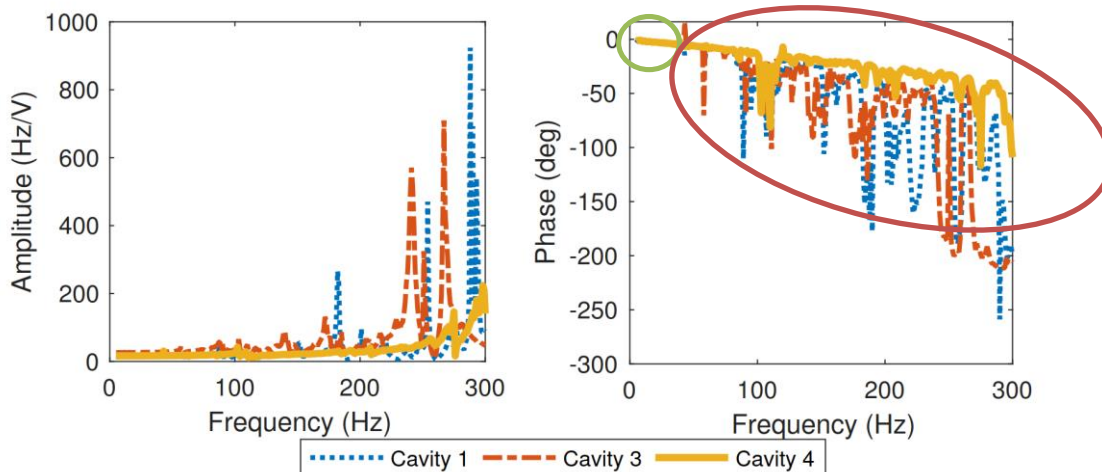 1000
800
600
400
200
0
0 100 200 300
Amplitude (Hz/V)
Frequency (Hz)
0
-50
-100
-150
-200
-250
-300
0 100 200 300
Phase (deg)
Frequency (Hz)
Cavity 1 Cavity 3 Cavity 4